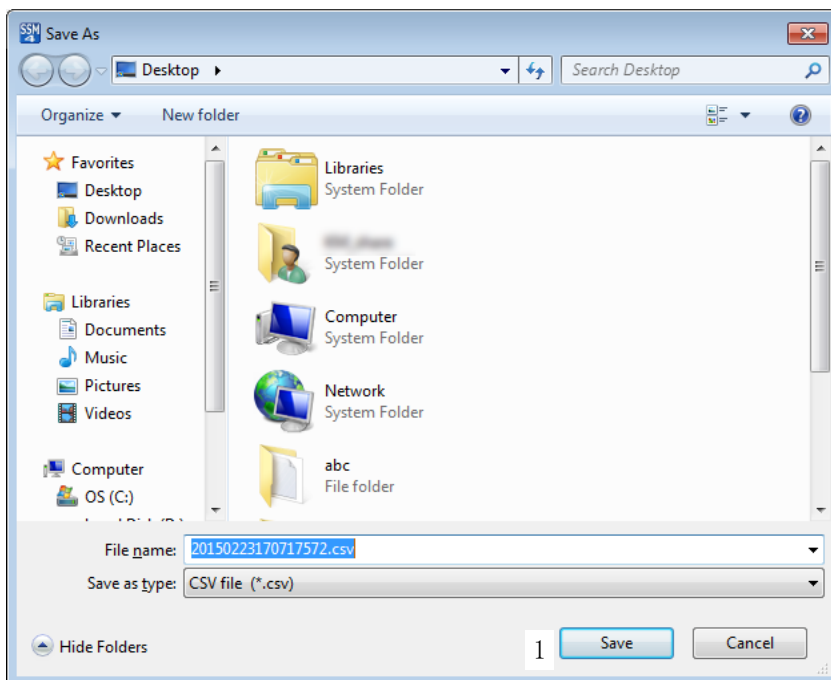 SSM 4 Save As
Desktop
Search Desktop
Organize New folder
Favorites
Desktop
Downloads
Recent Places
Libraries
Documents
Music
Pictures
Videos
Computer
OS (C:)
Libraries
System Folder
System Folder
Computer
System Folder
Network
System Folder
abc
File folder
File name: 20150223170717572.csv
Save as type: CSV file (*.csv)
Hide Folders 1 Save Cancel